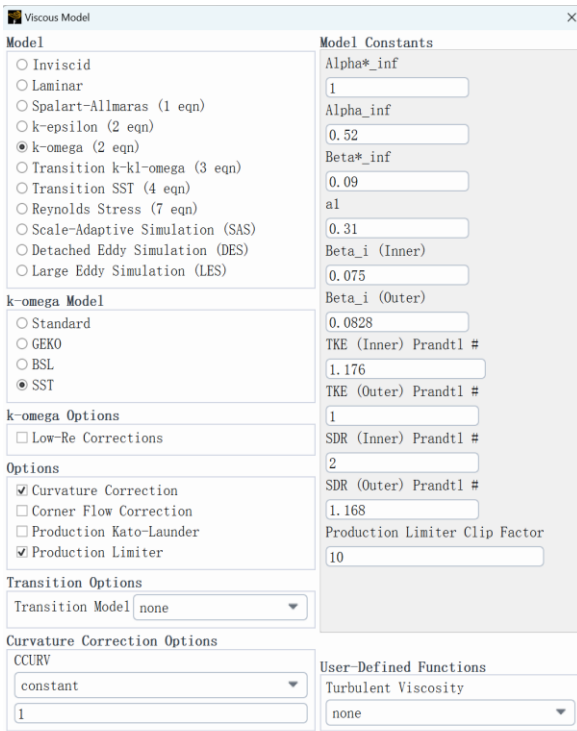 Viscous Model
Model
Inviscid
Laminar
Spalart-Allmaras (1 eqn)
k-epsilon (2 eqn)
k-omega (2 eqn)
Transition k-kl-omega (3 eqn)
Transition SST (4 eqn)
Reynolds Stress (7 eqn)
Scale-Adaptive Simulation (SAS)
Detached Eddy Simulation (DES)
Large Eddy Simulation (LES)
k-omega Model
Standard
GEKO
BSL
SST
k-omega Options
Low-Re Corrections
Options
Curvature Correction
Corner Flow Correction
Production Kato-Launder
Production Limiter
Transition Options
Transition Model none
Curvature Correction Options
CCURV
constant
1
Model Constants
Alpha*_inf
1
Alpha_inf
0.52
Beta*_inf
0.09
a1
0.31
Beta_i (Inner)
0.075
Beta_i (Outer)
0.0828
TKE (Inner) Prandtl #
1.176
TKE (Outer) Prandtl #
1
SDR (Inner) Prandtl #
2
SDR (Outer) Prandtl #
1.168
Production Limiter Clip Factor
10
User-Defined Functions
Turbulent Viscosity
none